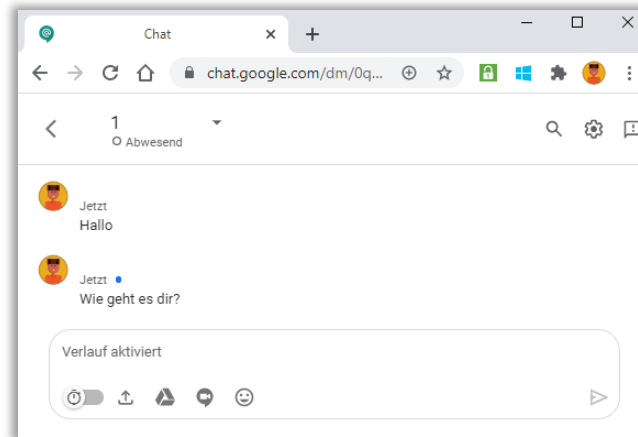 Chat
chat.google.com/dm/0q...
1
Abwesend
Jetzt
Hallo
Jetzt
Wie geht es dir?
Verlauf aktiviert